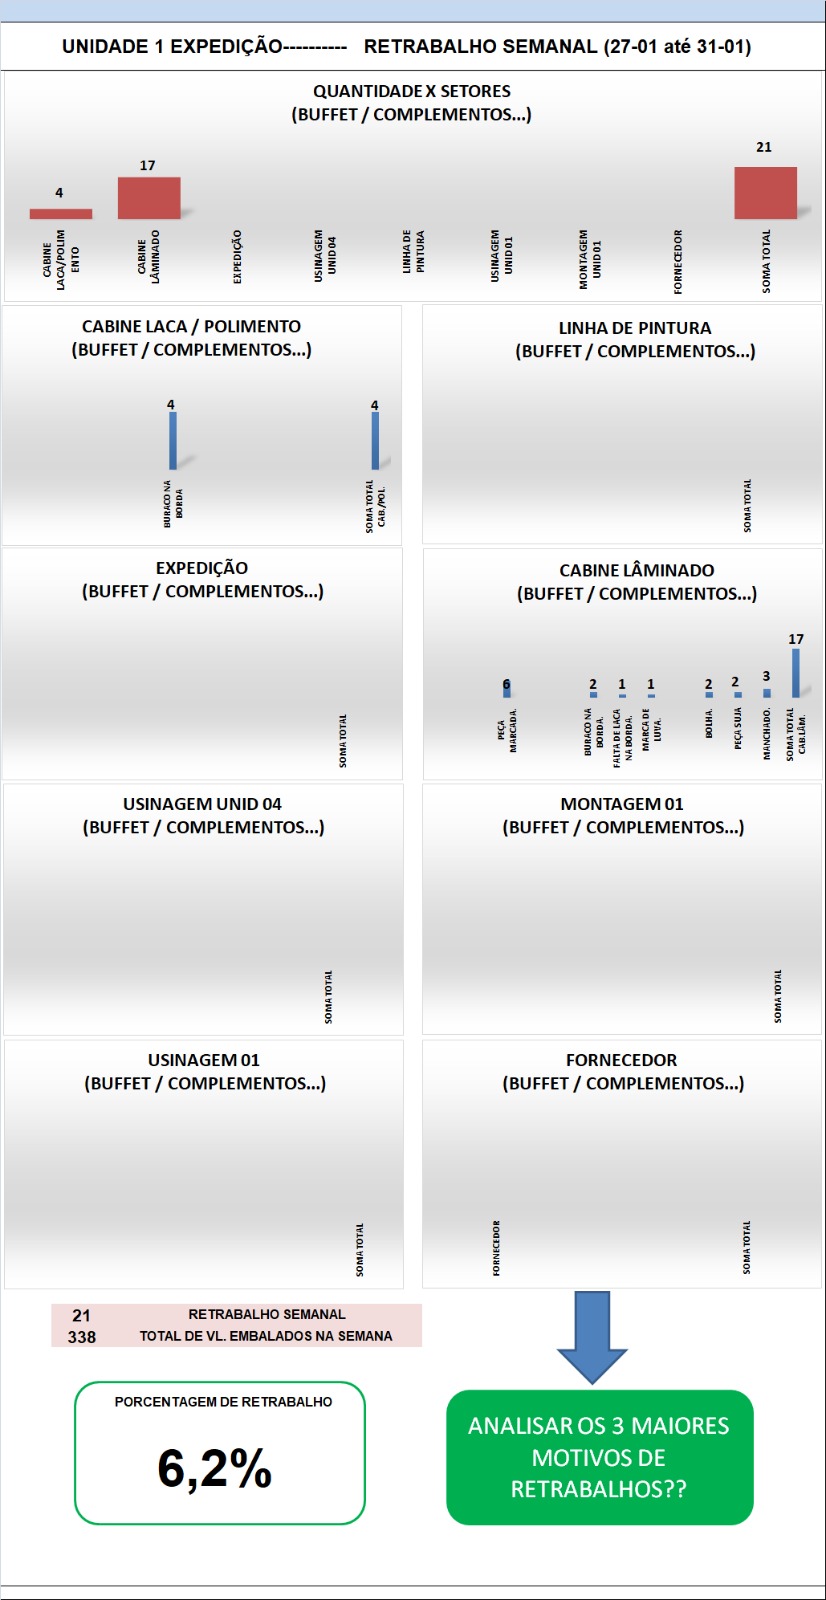 UNIDADE 1 EXPEDIÇÃO---------- RETRABALHO SEMANAL (27-01 até 31-01)
QUANTIDADE X SETORES
(BUFFET / COMPLEMENTOS...)
4
17
21
CABINE
LACA/POLIM
ENTO
CABINE
LÂMINADO
EXPEDIÇÃO
USINAGEM
UNID 04
LINHA DE
PINTURA
USINAGEM
UNID 01
MONTAGEM
UNID 01
FORNECEDOR
SOMA TOTAL
CABINE LACA / POLIMENTO
(BUFFET / COMPLEMENTOS...)
4
4
BURACO NA
BORDA
SOMA TOTAL
CAB./POL.
LINHA DE PINTURA
(BUFFET / COMPLEMENTOS...)
SOMA TOTAL
EXPEDIÇÃO
(BUFFET / COMPLEMENTOS...)
SOMA TOTAL
CABINE LÂMINADO
(BUFFET / COMPLEMENTOS...)
6
2
1
1
2
2
3
17
PEÇA
MARCADA.
BURACO NA
BORDA.
FALTA DE LACA
NA BORDA.
MARCA DE
LUVA.
BOLHA.
PEÇA SUJA
MANCHADO.
SOMA TOTAL
CAB.LÂM.
USINAGEM UNID 04
(BUFFET / COMPLEMENTOS...)
SOMA TOTAL
MONTAGEM 01
(BUFFET / COMPLEMENTOS...)
SOMA TOTAL
USINAGEM 01
(BUFFET / COMPLEMENTOS...)
SOMA TOTAL
FORNECEDOR
(BUFFET / COMPLEMENTOS...)
FORNECEDOR
SOMA TOTAL
21 RETRABALHO SEMANAL
338 TOTAL DE VL. EMBALADOS NA SEMANA
PORCENTAGEM DE RETRABALHO
6,2%
ANALISAR OS 3 MAIORES
MOTIVOS DE
RETRABALHOS??